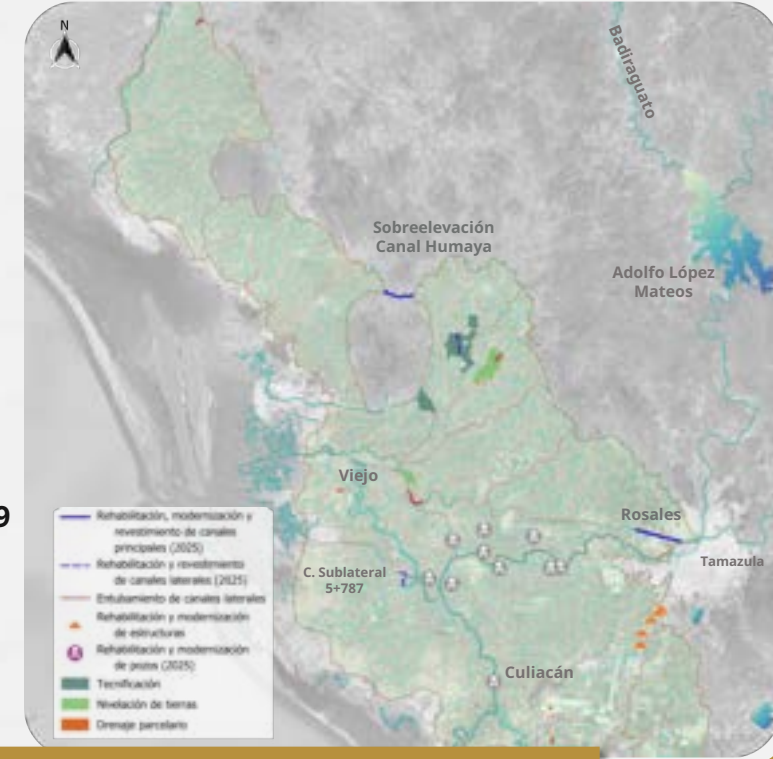 N
Badiraguato
Sobreelevación
Canal Humaya
Adolfo López
Mateos
Viejo
9
Rosales
Tamazula
C. Sublateral
5+787
Culiacán
Rehabilitación, modernización y
revestimiento de canales
principales (2025)
Rehabilitación y revestimiento
de canales laterales (2025)
Entubamiento de canales laterales
Rehabilitación y modernización
de estructuras
Rehabilitación y modernización
de pozos (2025)
Tecnificación
Nivelación de tierras
Drenaje parcelario